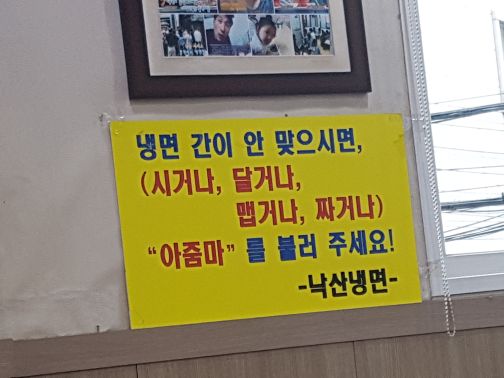 냉면 간이 안 맞으시면,
(시거나, 달거나,
맵거나, 짜거나)
“아줌마” 를 불러 주세요!
-낙산냉면-